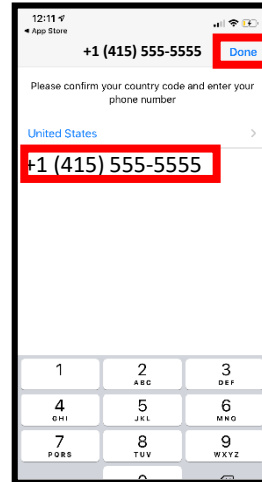 12:11
◀ App Store
+1 (415) 555-5555 Done
Please confirm your country code and enter your
phone number
United States
+1 (415) 555-5555
1 2 3
ABC DEF
4 5 6
GHI JKL MNO
7 8 9
PQRS TUV WXYZ
0